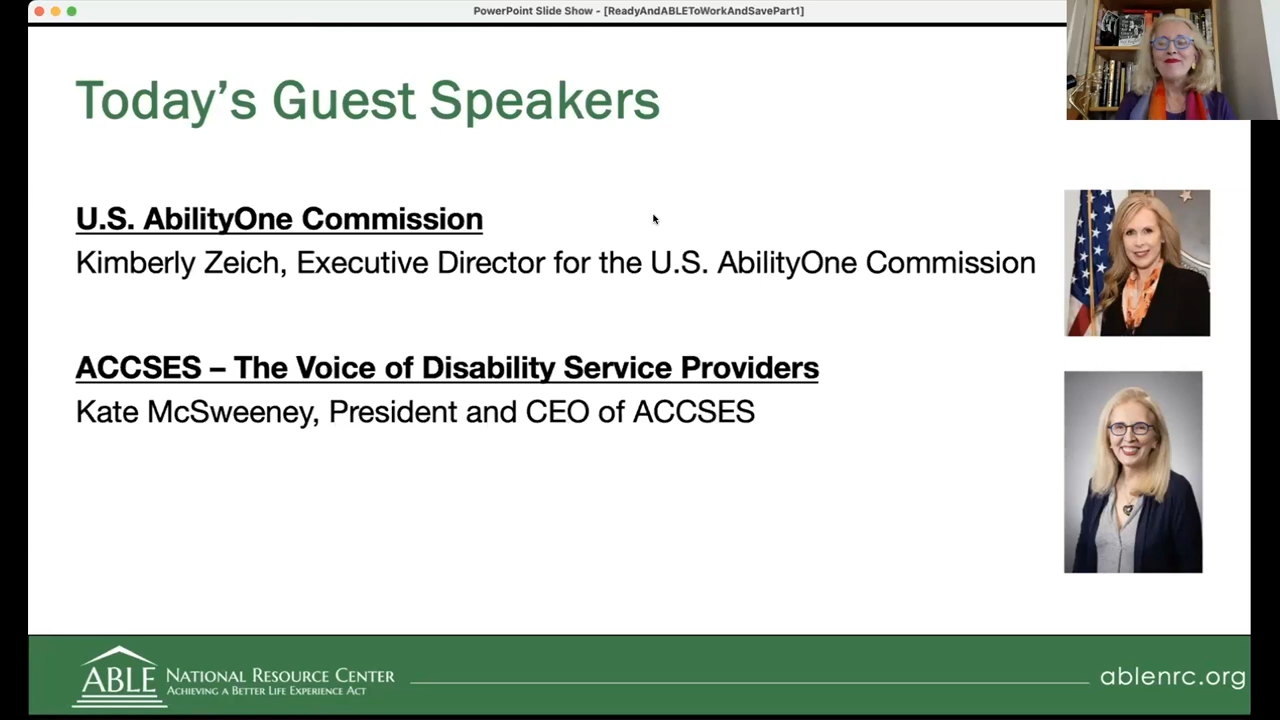 PowerPoint Slide Show - [ReadyAndABLEToWorkAndSavePart1]
Today's Guest Speakers
U.S. AbilityOne Commission
Kimberly Zeich, Executive Director for the U.S. AbilityOne Commission
ACCSES – The Voice of Disability Service Providers
Kate McSweeney, President and CEO of ACCSES
ABLE NATIONAL RESOURCE CENTER
ACHIEVING A BETTER LIFE EXPERIENCE ACT
ablenrc.org